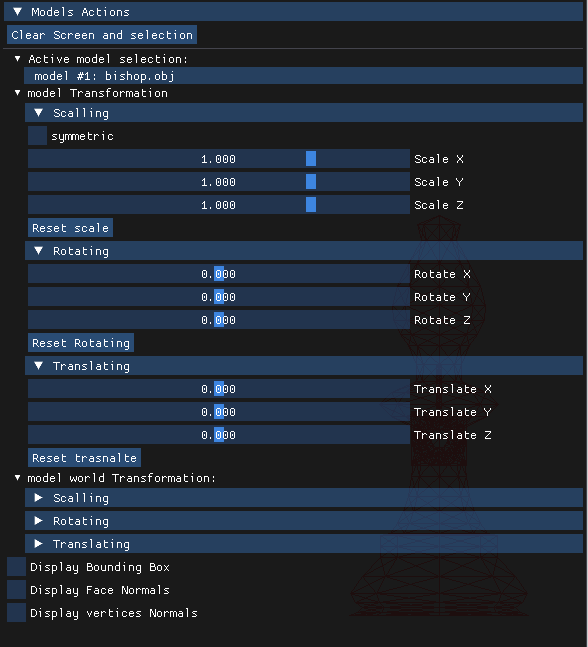 Models Actions
Clear Screen and selection
Active model selection:
model #1: bishop.obj
model Transformation
Scalling
symmetric
1.000 Scale X
1.000 Scale Y
1.000 Scale Z
Reset scale
Rotating
0.000 Rotate X
0.000 Rotate Y
0.000 Rotate Z
Reset Rotating
Translating
0.000 Translate X
0.000 Translate Y
0.000 Translate Z
Reset trasnalte
model world Transformation:
Scalling
Rotating
Translating
Display Bounding Box
Display Face Normals
Display vertices Normals